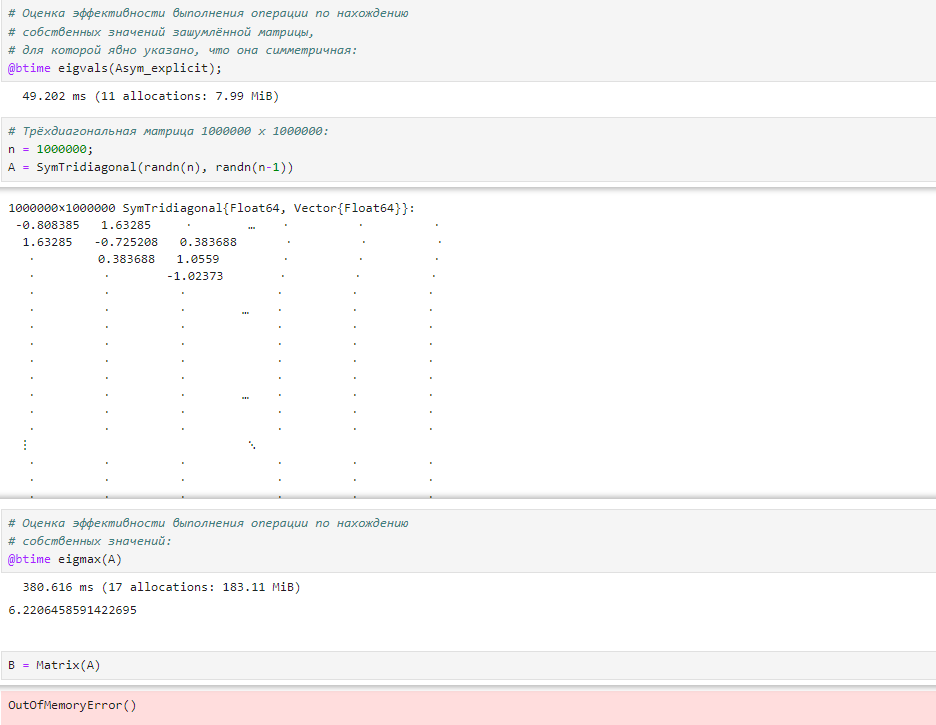 # Оценка эффективности выполнения операции по нахождению
# собственных значений зашумлённой матрицы,
# для которой явно указано, что она симметричная:
@btime eigvals(Asym_explicit);
49.202 ms (11 allocations: 7.99 MiB)
# Трёхдиагональная матрица 1000000 x 1000000:
n = 1000000;
A = SymTridiagonal(randn(n), randn(n-1))
1000000×1000000 SymTridiagonal{Float64, Vector{Float64}}:
-0.808385 1.63285 ⋅ … ⋅ ⋅ ⋅
1.63285 -0.725208 0.383688 ⋅ ⋅ ⋅
⋅ 0.383688 1.0559 ⋅ ⋅ ⋅
⋅ ⋅ -1.02373 ⋅ ⋅ ⋅
⋅ ⋅ ⋅ ⋅ ⋅ ⋅
⋅ ⋅ ⋅ … ⋅ ⋅ ⋅
⋅ ⋅ ⋅ ⋅ ⋅ ⋅
⋅ ⋅ ⋅ ⋅ ⋅ ⋅
⋅ ⋅ ⋅ ⋅ ⋅ ⋅
⋅ ⋅ ⋅ ⋅ ⋅ ⋅
⋅ ⋅ ⋅ … ⋅ ⋅ ⋅
⋅ ⋅ ⋅ ⋅ ⋅ ⋅
⋅ ⋅ ⋅ ⋅ ⋅ ⋅
⋮ ⋱
⋅ ⋅ ⋅ ⋅ ⋅ ⋅
⋅ ⋅ ⋅ ⋅ ⋅ ⋅
⋅ ⋅ ⋅ ⋅ ⋅ ⋅
# Оценка эффективности выполнения операции по нахождению
# собственных значений:
@btime eigmax(A)
380.616 ms (17 allocations: 183.11 MiB)
6.2206458591422695
B = Matrix(A)
OutOfMemoryError()